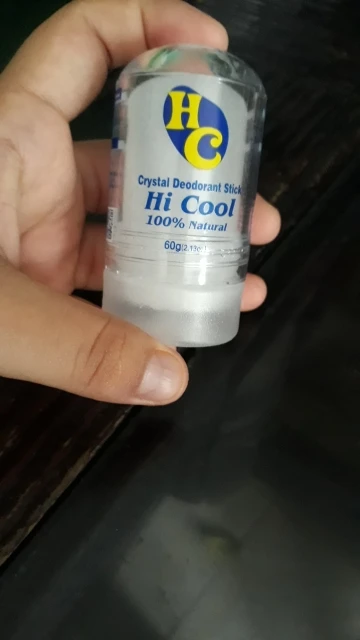 HC
Crystal Deodorant Stick
Hi Cool
100% Natural
60g